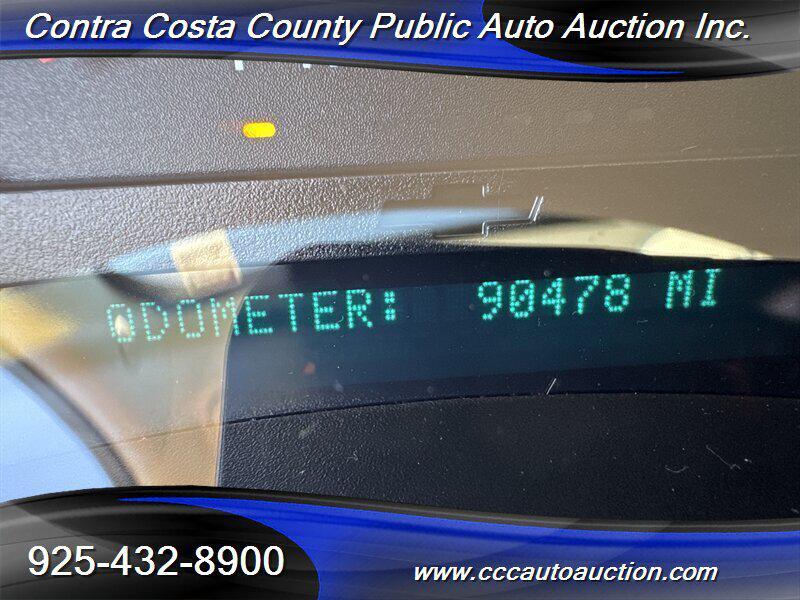 Contra Costa County Public Auto Auction Inc.
ODOMETER: 90478 MI
925-432-8900
www.cccautoauction.com